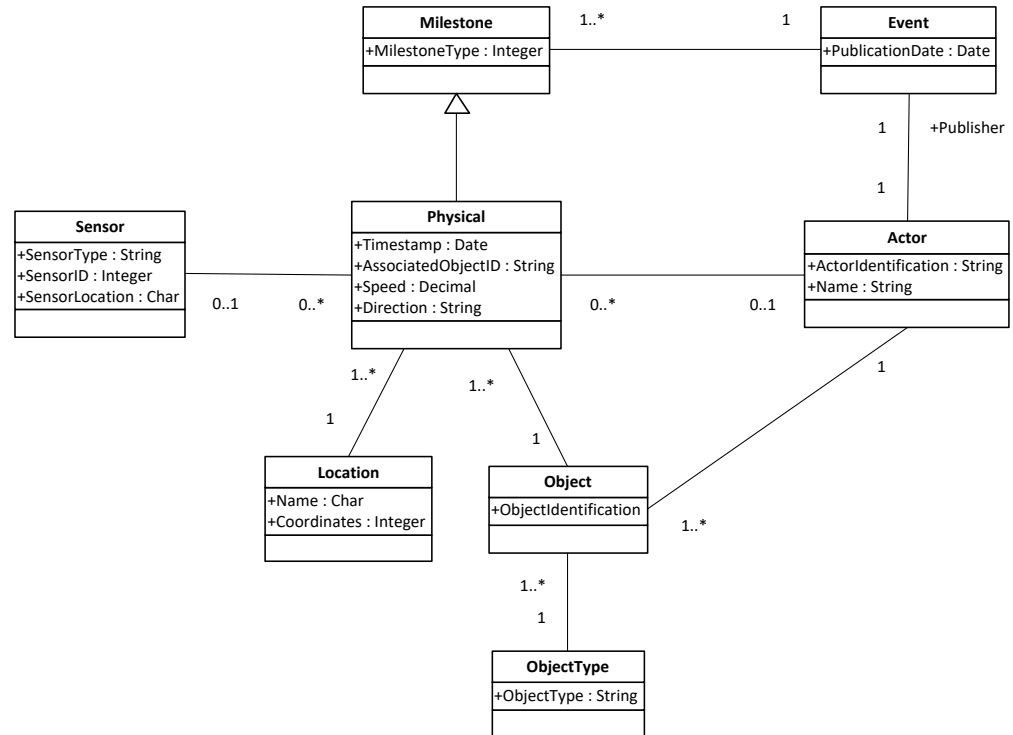 Milestone
+MilestoneType : Integer
1..*
1
Event
+PublicationDate : Date
1
+Publisher
1
Sensor
+SensorType : String
+SensorID : Integer
+SensorLocation : Char
0..1
0..*
Physical
+Timestamp : Date
+AssociatedObjectID : String
+Speed : Decimal
+Direction : String
0..*
0..1
Actor
+ActorIdentification : String
+Name : String
1..*
1
1..*
1
1
1..*
Location
+Name : Char
+Coordinates : Integer
Object
+ObjectIdentification
1..*
1
ObjectType
+ObjectType : String